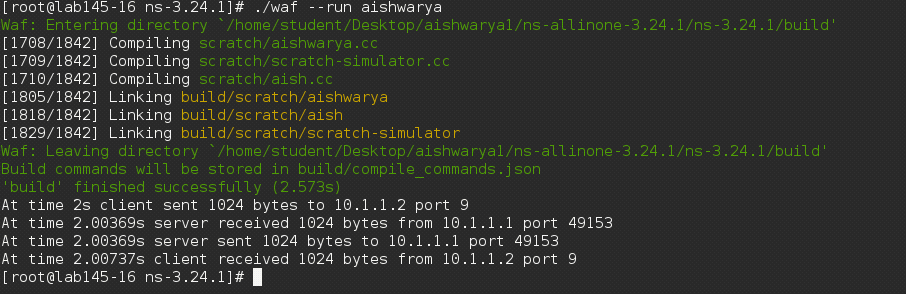 [root@lab145-16 ns-3.24.1]# ./waf --run aishwarya
Waf: Entering directory `/home/student/Desktop/aishwarya1/ns-allinone-3.24.1/ns-3.24.1/build'
[1708/1842] Compiling scratch/aishwarya.cc
[1709/1842] Compiling scratch/scratch-simulator.cc
[1710/1842] Compiling scratch/aish.cc
[1805/1842] Linking build/scratch/aishwarya
[1818/1842] Linking build/scratch/aish
[1829/1842] Linking build/scratch/scratch-simulator
Waf: Leaving directory `/home/student/Desktop/aishwarya1/ns-allinone-3.24.1/ns-3.24.1/build'
Build commands will be stored in build/compile_commands.json
'build' finished successfully (2.573s)
At time 2s client sent 1024 bytes to 10.1.1.2 port 9
At time 2.00369s server received 1024 bytes from 10.1.1.1 port 49153
At time 2.00369s server sent 1024 bytes to 10.1.1.1 port 49153
At time 2.00737s client received 1024 bytes from 10.1.1.2 port 9
[root@lab145-16 ns-3.24.1]#